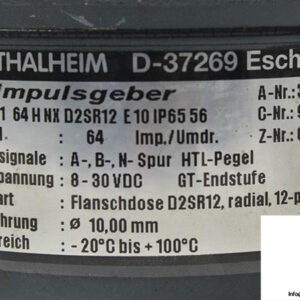 THALHEIM D-37269 Esch
Impulsgeber A-Nr.:
1 64 H NX D2SR12 E 10 IP65 56 C-Nr.:
: 64 Imp./Umdr. Z-Nr.:
signale : A-, B-, N- Spur HTL-Pegel
pannung : 8 - 30 VDC GT-Endstufe
art : Flanschdose D2SR12, radial, 12-p
hrung : ø 10,00 mm
reich : - 20°C bis + 100°C